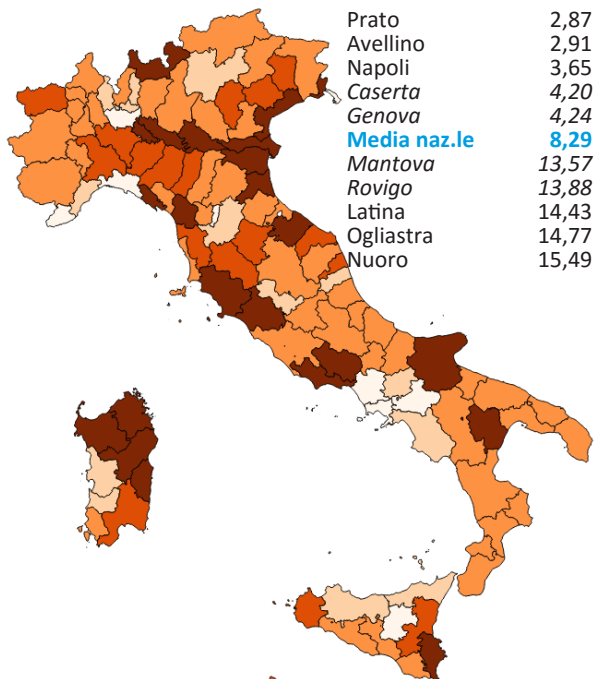 Prato 2,87
Avellino 2,91
Napoli 3,65
Caserta 4,20
Genova 4,24
Media naz.le 8,29
Mantova 13,57
Rovigo 13,88
Latina 14,43
Ogliastra 14,77
Nuoro 15,49